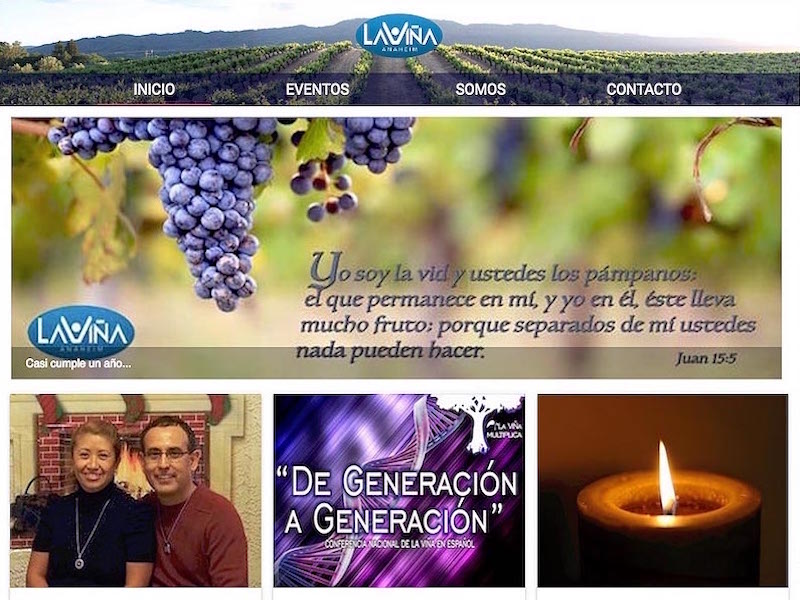 LAVIÑA
ANAHEIM
INICIO EVENTOS SOMOS CONTACTO
Yo soy la vid y ustedes los pámpanos:
el que permanece en mí, y yo en él, éste lleva
mucho fruto: porque separados de mí ustedes
nada pueden hacer.
Juan 15:5
LAVIÑA
ANAHEIM
Casi cumple un año...
LA VIÑA
MULTIPLICA
“DE GENERACIÓN
A GENERACIÓN”
CONFERENCIA NACIONAL DE LA VIÑA EN ESPAÑOL